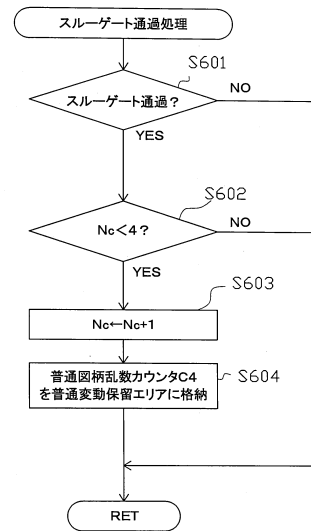 スルーゲート通過処理
S601
スルーゲート通過？
NO
YES
S602
Nc＜4？
NO
YES
S603
Nc←Nc+1
普通図柄乱数カウンタC4
を普通変動保留エリアに格納
S604
RET